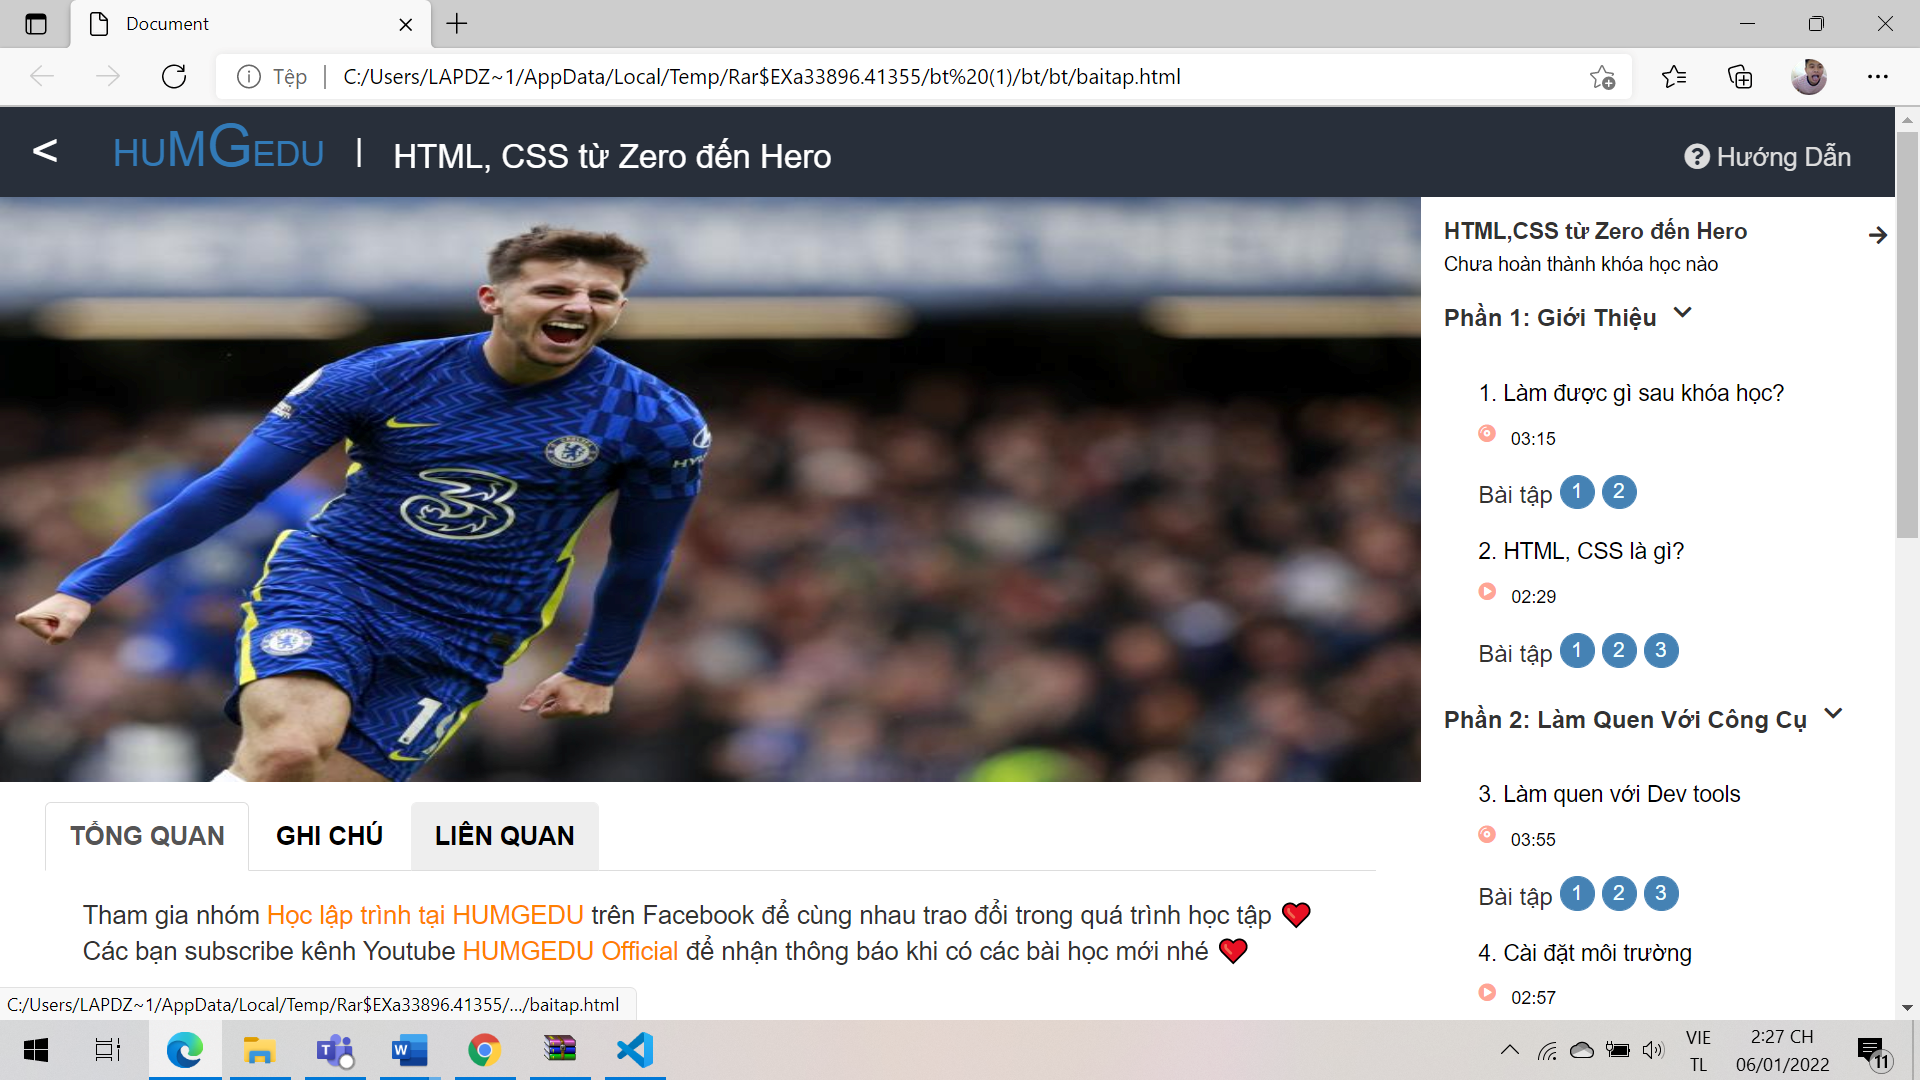 Document
Tệp
C:/Users/LAPDZ~1/AppData/Local/Temp/Rar$EXa33896.41355/bt%20(1)/bt/bt/baitap.html
< HUMGEDU | HTML, CSS từ Zero đến Hero
Hướng Dẫn
3
19
HTML,CSS từ Zero đến Hero
Chưa hoàn thành khóa học nào
Phần 1: Giới Thiệu
1. Làm được gì sau khóa học?
03:15
Bài tập 1 2
2. HTML, CSS là gì?
02:29
Bài tập 1 2 3
Phần 2: Làm Quen Với Công Cụ
3. Làm quen với Dev tools
03:55
Bài tập 1 2 3
4. Cài đặt môi trường
02:57
TỔNG QUAN GHI CHÚ LIÊN QUAN
Tham gia nhóm Học lập trình tại HUMGEDU trên Facebook để cùng nhau trao đổi trong quá trình học tập
Các bạn subscribe kênh Youtube HUMGEDU Official để nhận thông báo khi có các bài học mới nhé
C:/Users/LAPDZ~1/AppData/Local/Temp/Rar$EXa33896.41355/.../baitap.html
VIE
TL
2:27 CH
06/01/2022
11